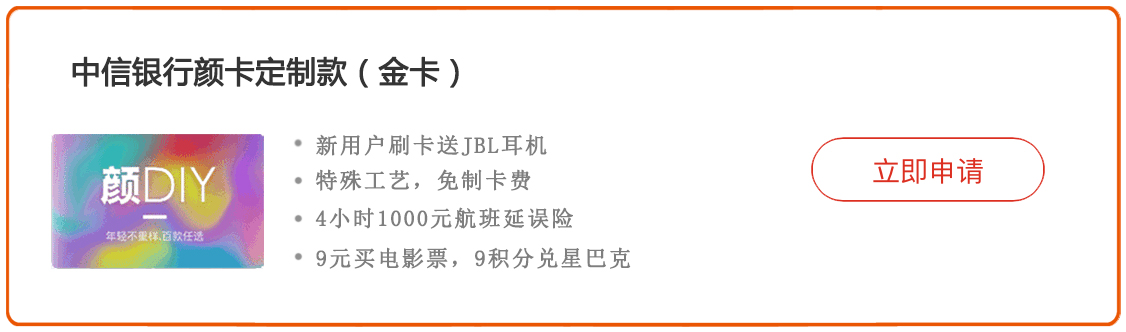 中信银行颜卡定制款（金卡）
颜DIY
年轻不重样,百款任选
新用户刷卡送JBL耳机
特殊工艺，免制卡费
4小时1000元航班延误险
9元买电影票，9积分兑星巴克
立即申请